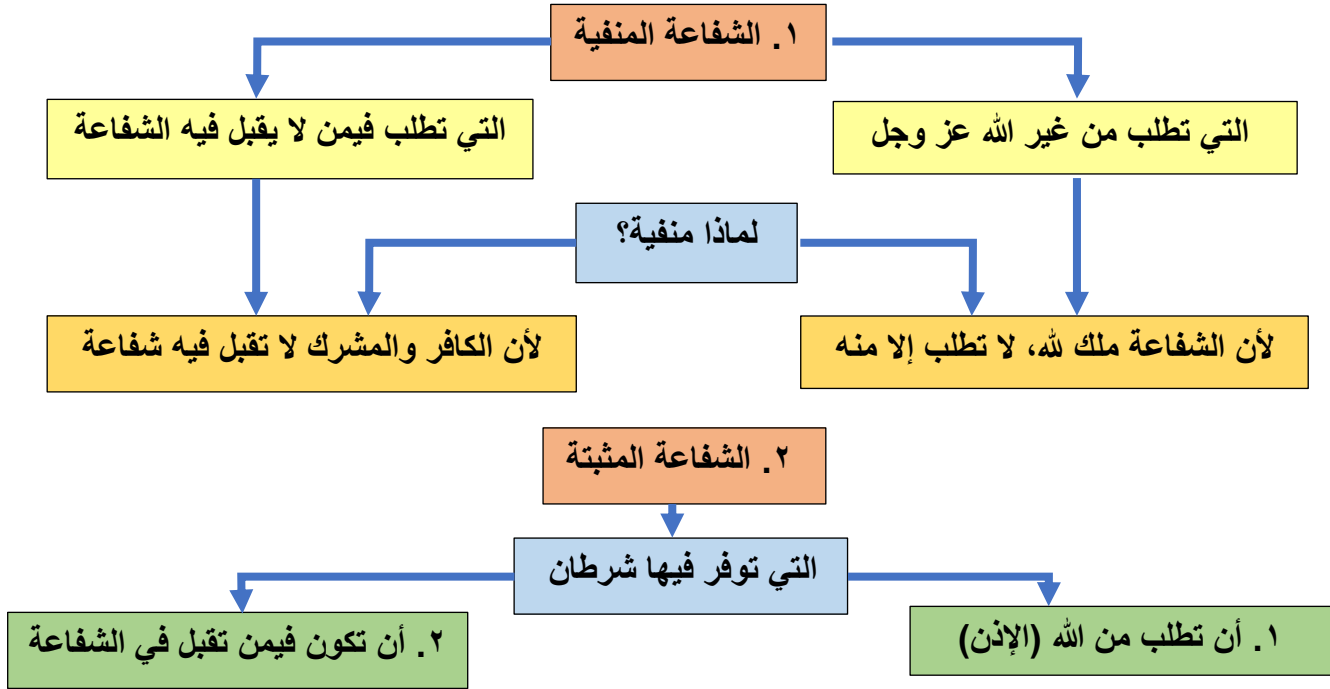 ١. الشفاعة المنفية
التي تطلب من غير الله عز وجل
التي تطلب فيمن لا يقبل فيه الشفاعة
لماذا منفية؟
لأن الشفاعة ملك لله، لا تطلب إلا منه
لأن الكافر والمشرك لا تقبل فيه شفاعة
٢. الشفاعة المثبتة
التي توفر فيها شرطان
١. أن تطلب من الله (الإذن)
٢. أن تكون فيمن تقبل في الشفاعة